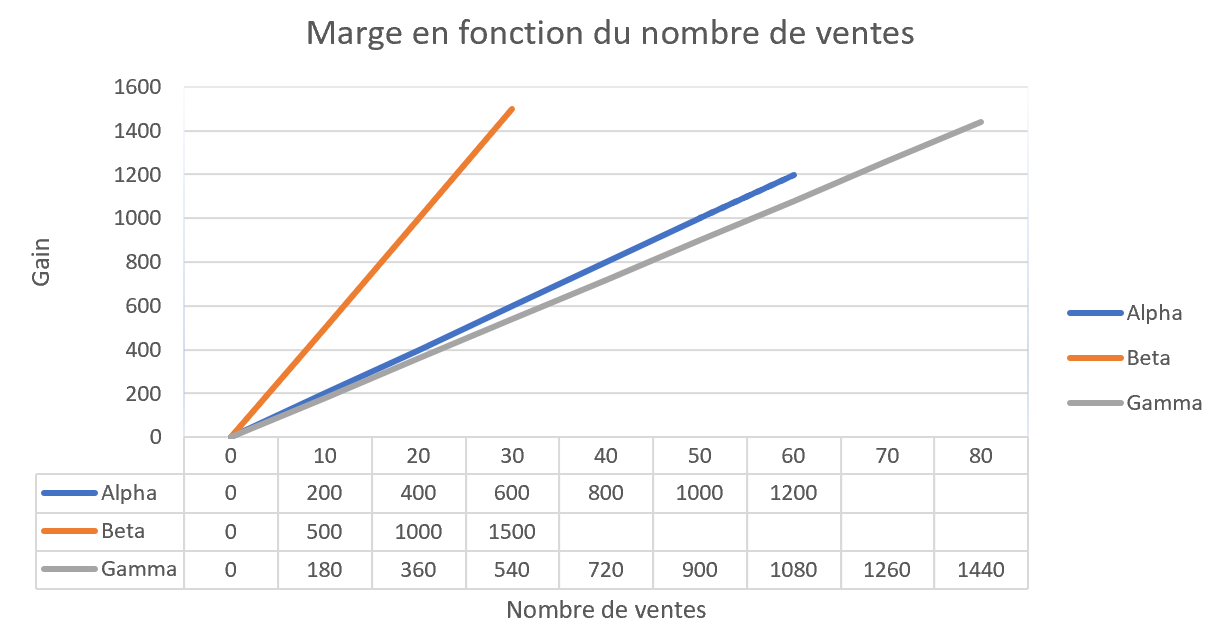 Marge en fonction du nombre de ventes
1600
1400
1200
1000
800
600
400
200
0
Gain
0 10 20 30 40 50 60 70 80
Alpha 0 200 400 600 800 1000 1200
Beta 0 500 1000 1500
Gamma 0 180 360 540 720 900 1080 1260 1440
Nombre de ventes
Alpha
Beta
Gamma